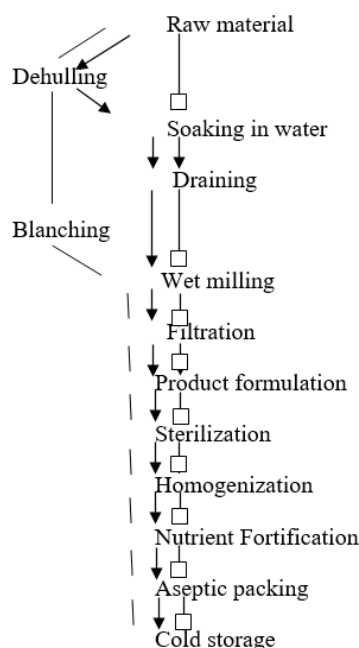 Raw material
Dehulling
Soaking in water
Draining
Blanching
Wet milling
Filtration
Product formulation
Sterilization
Homogenization
Nutrient Fortification
Aseptic packing
Cold storage